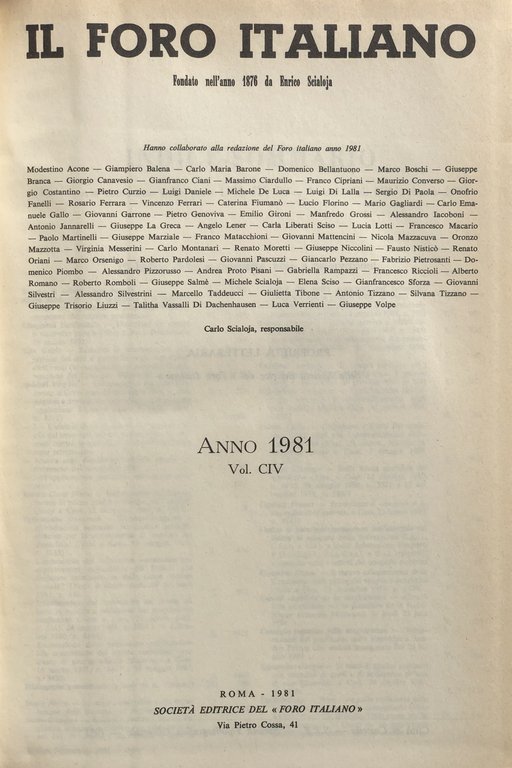 IL FORO ITALIANO
Fondato nell'anno 1876 da Enrico Scialoja
Hanno collaborato alla redazione del Foro italiano anno 1981
Modestino Acone — Giampiero Balena — Carlo Maria Barone — Domenico Bellantuono — Marco Boschi — Giuseppe
Branca — Giorgio Canavesio — Gianfranco Ciani — Massimo Ciardullo — Franco Cipriani — Maurizio Converso — Gior-
gio Costantino — Pietro Curzio — Luigi Daniele — Michele De Luca — Luigi Di Lalla — Sergio Di Paola — Onofrio
Fanelli — Rosario Ferrara — Vincenzo Ferrari — Caterina Fiumanò — Lucio Florino — Mario Gagliardi — Carlo Ema-
nuele Gallo — Giovanni Garrone — Pietro Genoviva — Emilio Gironi — Manfredo Grossi — Alessandro Iacoboni —
Antonio Jannarelli — Giuseppe La Greca — Angelo Lener — Carla Liberati Sciso — Lucia Lotti — Francesco Macario
— Paolo Martinelli — Giuseppe Marziale — Franco Matacchioni — Giovanni Mattencini — Nicola Mazzacuva — Oronzo
Mazzotta — Virginia Messerini — Carlo Montanari — Renato Moretti — Giuseppe Niccolini — Fausto Nisticò — Renato
Oriani — Marco Orsenigo — Roberto Pardolesi — Giovanni Pascuzzi — Giancarlo Pezzano — Fabrizio Pietrosanti — Do-
menico Piombo — Alessandro Pizzorusso — Andrea Proto Pisani — Gabriella Rampazzi — Francesco Riccioli — Alberto
Romano — Roberto Romboli — Giuseppe Salmè — Michele Scialoja — Elena Sciso — Gianfrancesco Sforza — Giovanni
Silvestri — Alessandro Silvestrini — Marcello Taddeucci — Giulietta Tibone — Antonio Tizzano — Silvana Tizzano —
Giuseppe Trisorio Liuzzi — Talitha Vassalli Di Dachenhausen — Luca Verrienti — Giuseppe Volpe
Carlo Scialoja, responsabile
ANNO 1981
Vol. CIV
ROMA - 1981
SOCIETÀ EDITRICE DEL « FORO ITALIANO »
Via Pietro Cossa, 41